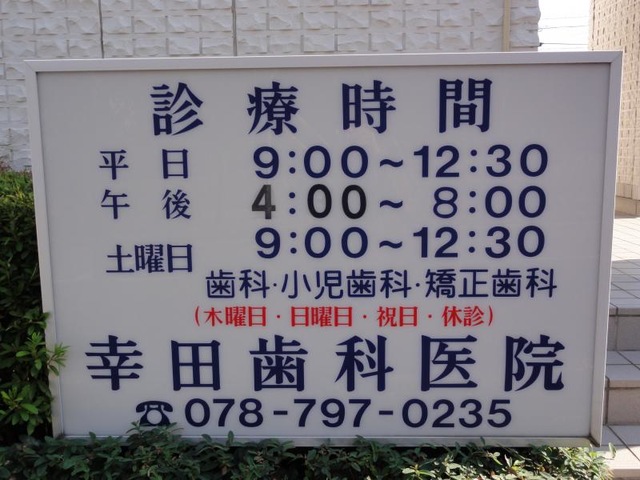 診療時間
平日 9:00~12:30
午後 4:00~ 8:00
土曜日 9:00~12:30
歯科・小児歯科・矯正歯科
(木曜日・日曜日・祝日・休診)
幸田歯科医院
☎078-797-0235